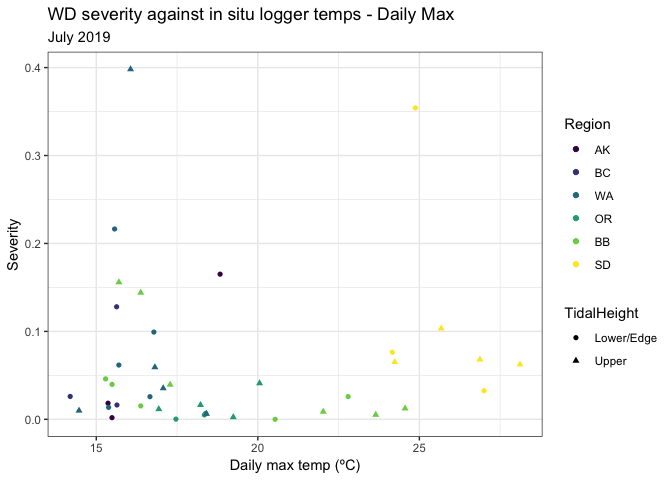 WD severity against in situ logger temps - Daily Max
July 2019
0.4
0.3
0.2
0.1
0.0
Severity
15
20
25
Daily max temp (ºC)
Region
AK
BC
WA
OR
BB
SD
TidalHeight
Lower/Edge
Upper